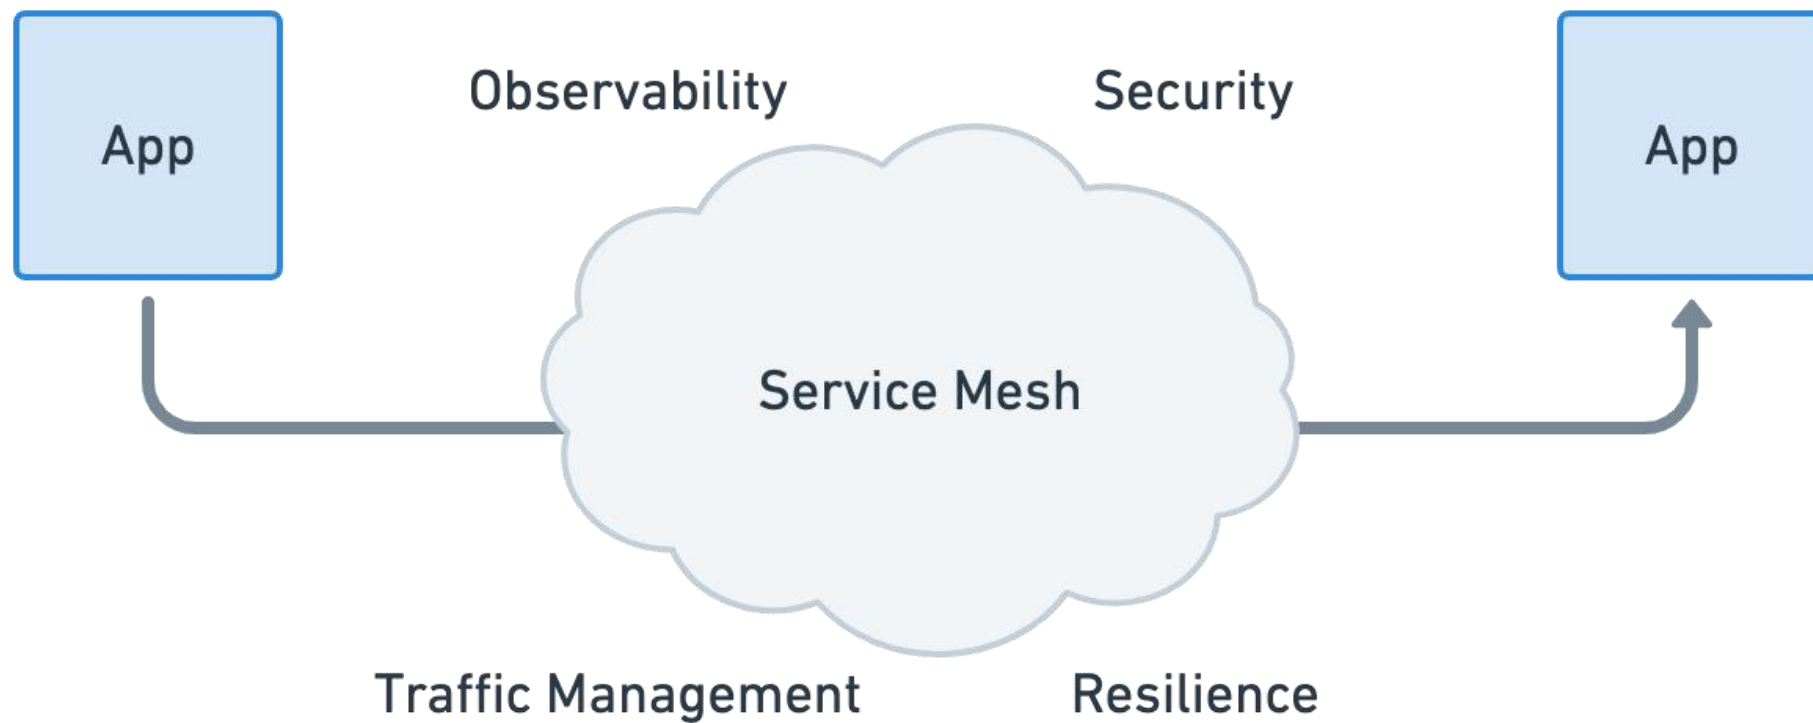 Observability
Security
App
App
Service Mesh
Traffic Management
Resilience